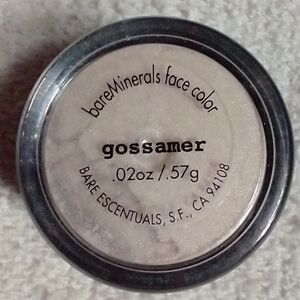 bareMinerals face color
gossamer
.02oz/.57g
BARE ESCENTUALS, S.F., CA 94108